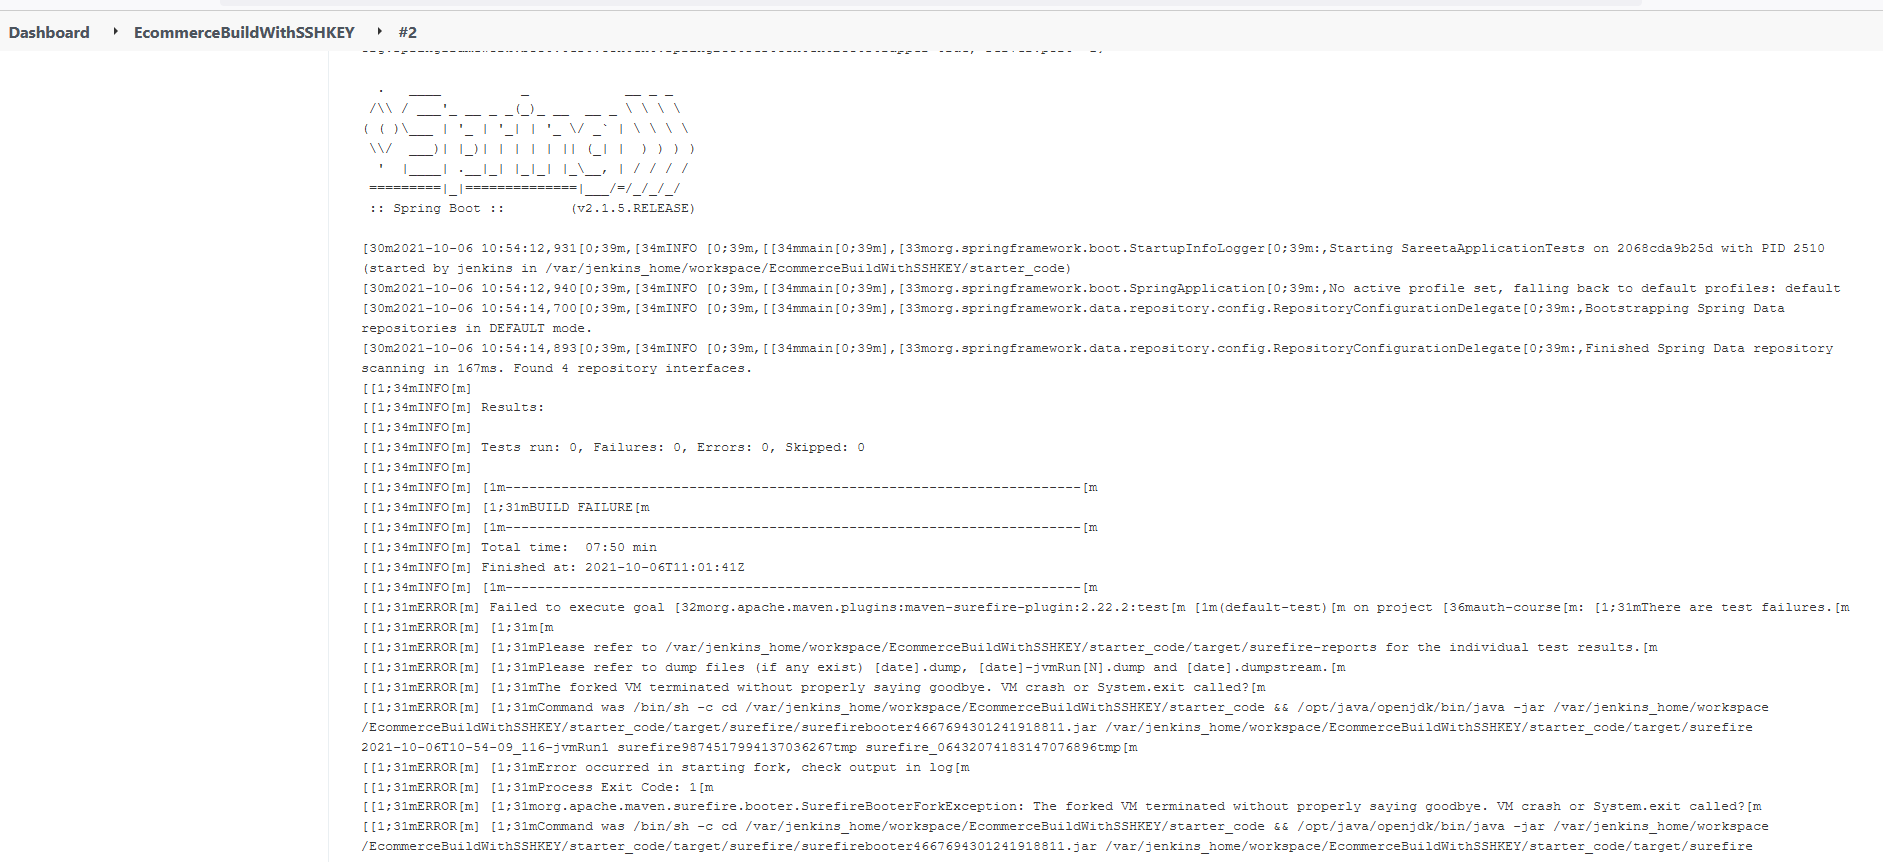 Dashboard ▸ EcommerceBuildWithSSHKEY ▸ #2
  .   ____          _            __ _ _
 /\\ / ___'_ __ _ _(_)_ __  __ _ \ \ \ \
( ( )\___ | '_ | '_| | '_ \/ _` | \ \ \ \
 \\/  ___)| |_)| | | | | || (_| |  ) ) ) )
  '  |____| .__|_| |_|_| |_\__, | / / / /
 =========|_|==============|___/=/_/_/_/
 :: Spring Boot ::        (v2.1.5.RELEASE)
[30m2021-10-06 10:54:12,931[0;39m,[34mINFO [0;39m,[[34mmain[0;39m],[33morg.springframework.boot.StartupInfoLogger[0;39m:,Starting SareetaApplicationTests on 2068cda9b25d with PID 2510
(started by jenkins in /var/jenkins_home/workspace/EcommerceBuildWithSSHKEY/starter_code)
[30m2021-10-06 10:54:12,940[0;39m,[34mINFO [0;39m,[[34mmain[0;39m],[33morg.springframework.boot.SpringApplication[0;39m:,No active profile set, falling back to default profiles: default
[30m2021-10-06 10:54:14,700[0;39m,[34mINFO [0;39m,[[34mmain[0;39m],[33morg.springframework.data.repository.config.RepositoryConfigurationDelegate[0;39m:,Bootstrapping Spring Data
repositories in DEFAULT mode.
[30m2021-10-06 10:54:14,893[0;39m,[34mINFO [0;39m,[[34mmain[0;39m],[33morg.springframework.data.repository.config.RepositoryConfigurationDelegate[0;39m:,Finished Spring Data repository
scanning in 167ms. Found 4 repository interfaces.
[[1;34mINFO[m]
[[1;34mINFO[m] Results:
[[1;34mINFO[m]
[[1;34mINFO[m] Tests run: 0, Failures: 0, Errors: 0, Skipped: 0
[[1;34mINFO[m]
[[1;34mINFO[m] [1m------------------------------------------------------------------------[m
[[1;34mINFO[m] [1;31mBUILD FAILURE[m
[[1;34mINFO[m] [1m------------------------------------------------------------------------[m
[[1;34mINFO[m] Total time:  07:50 min
[[1;34mINFO[m] Finished at: 2021-10-06T11:01:41Z
[[1;34mINFO[m] [1m------------------------------------------------------------------------[m
[[1;31mERROR[m] Failed to execute goal [32morg.apache.maven.plugins:maven-surefire-plugin:2.22.2:test[m [1m(default-test)[m on project [36mauth-course[m: [1;31mThere are test failures.[m
[[1;31mERROR[m] [1;31m[m
[[1;31mERROR[m] [1;31mPlease refer to /var/jenkins_home/workspace/EcommerceBuildWithSSHKEY/starter_code/target/surefire-reports for the individual test results.[m
[[1;31mERROR[m] [1;31mPlease refer to dump files (if any exist) [date].dump, [date]-jvmRun[N].dump and [date].dumpstream.[m
[[1;31mERROR[m] [1;31mThe forked VM terminated without properly saying goodbye. VM crash or System.exit called?[m
[[1;31mERROR[m] [1;31mCommand was /bin/sh -c cd /var/jenkins_home/workspace/EcommerceBuildWithSSHKEY/starter_code && /opt/java/openjdk/bin/java -jar /var/jenkins_home/workspace
/EcommerceBuildWithSSHKEY/starter_code/target/surefire/surefirebooter4667694301241918811.jar /var/jenkins_home/workspace/EcommerceBuildWithSSHKEY/starter_code/target/surefire
2021-10-06T10-54-09_116-jvmRun1 surefire9874517994137036267tmp surefire_06432074183147076896tmp[m
[[1;31mERROR[m] [1;31mError occurred in starting fork, check output in log[m
[[1;31mERROR[m] [1;31mProcess Exit Code: 1[m
[[1;31mERROR[m] [1;31morg.apache.maven.surefire.booter.SurefireBooterForkException: The forked VM terminated without properly saying goodbye. VM crash or System.exit called?[m
[[1;31mERROR[m] [1;31mCommand was /bin/sh -c cd /var/jenkins_home/workspace/EcommerceBuildWithSSHKEY/starter_code && /opt/java/openjdk/bin/java -jar /var/jenkins_home/workspace
/EcommerceBuildWithSSHKEY/starter_code/target/surefire/surefirebooter4667694301241918811.jar /var/jenkins_home/workspace/EcommerceBuildWithSSHKEY/starter_code/target/surefire